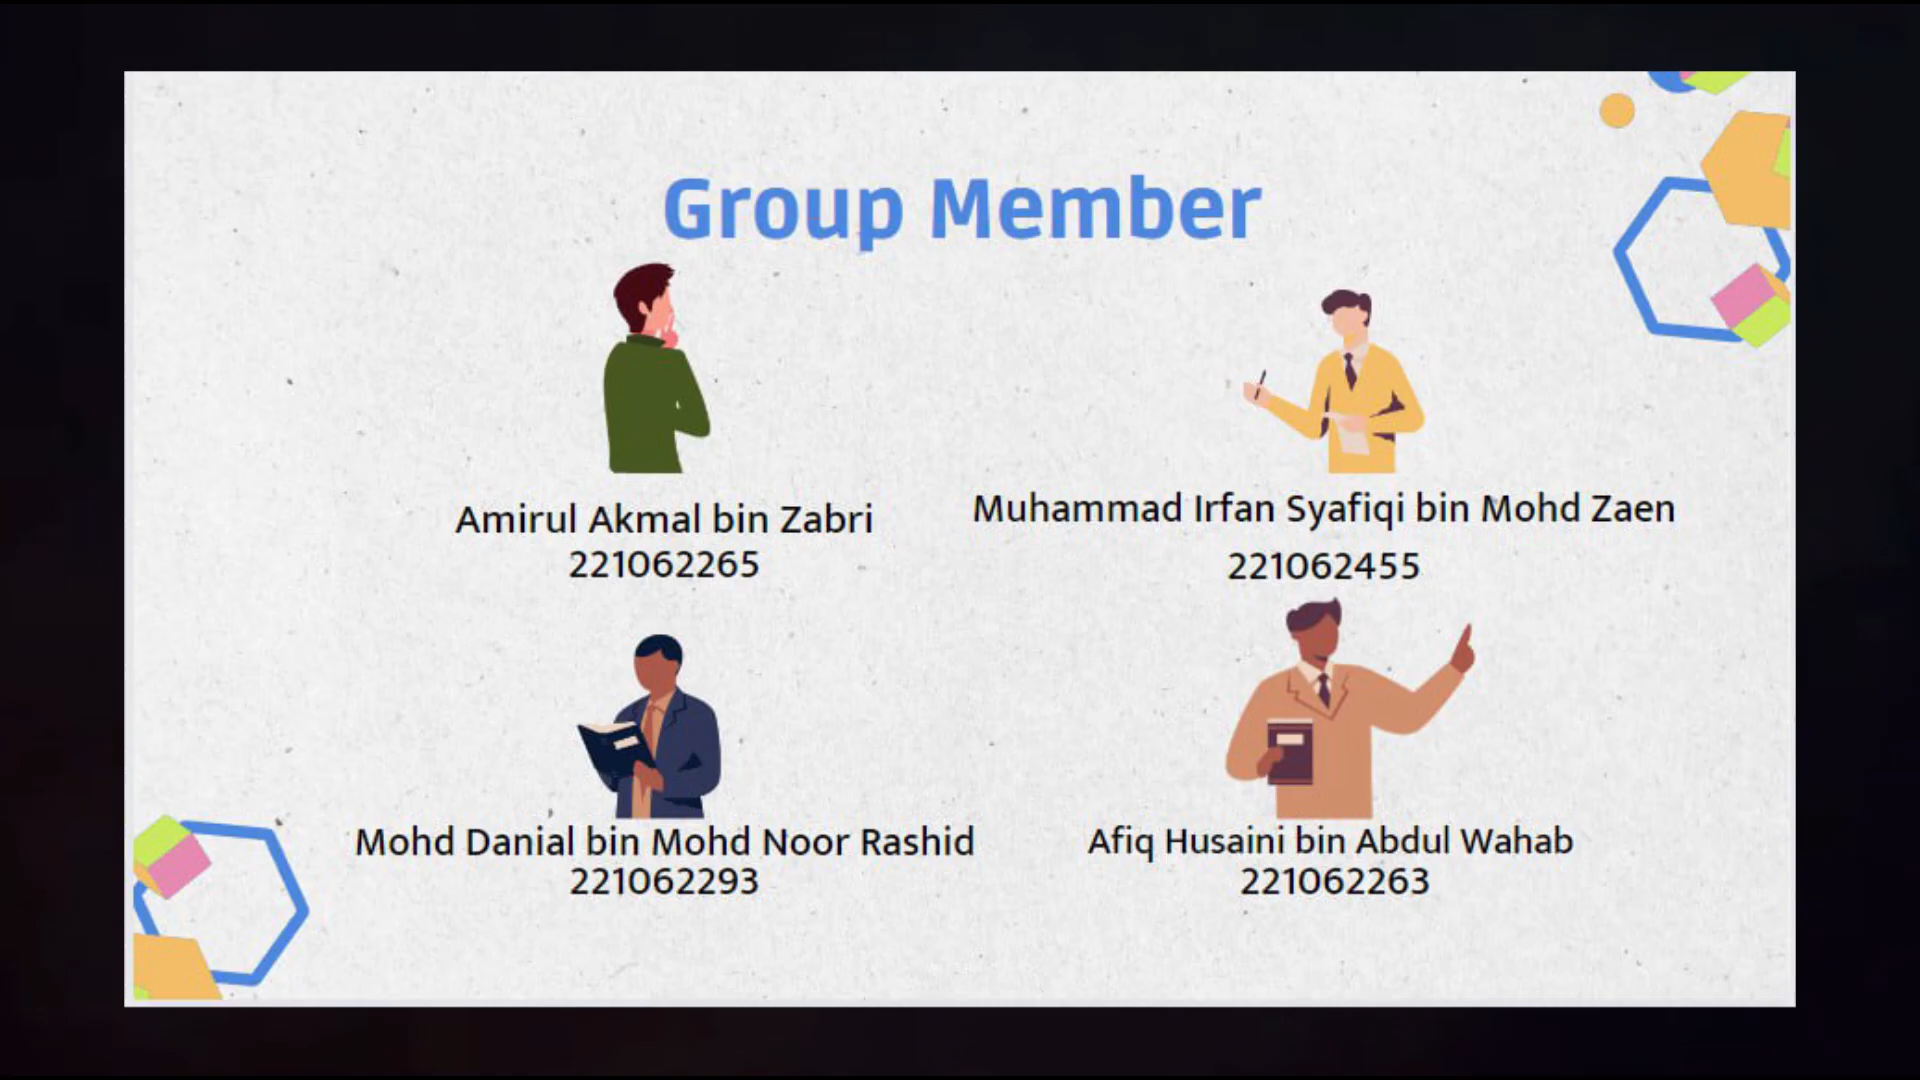 Group Member
Amirul Akmal bin Zabri
221062265
Muhammad Irfan Syafiqi bin Mohd Zaen
221062455
Mohd Danial bin Mohd Noor Rashid
221062293
Afiq Husaini bin Abdul Wahab
221062263